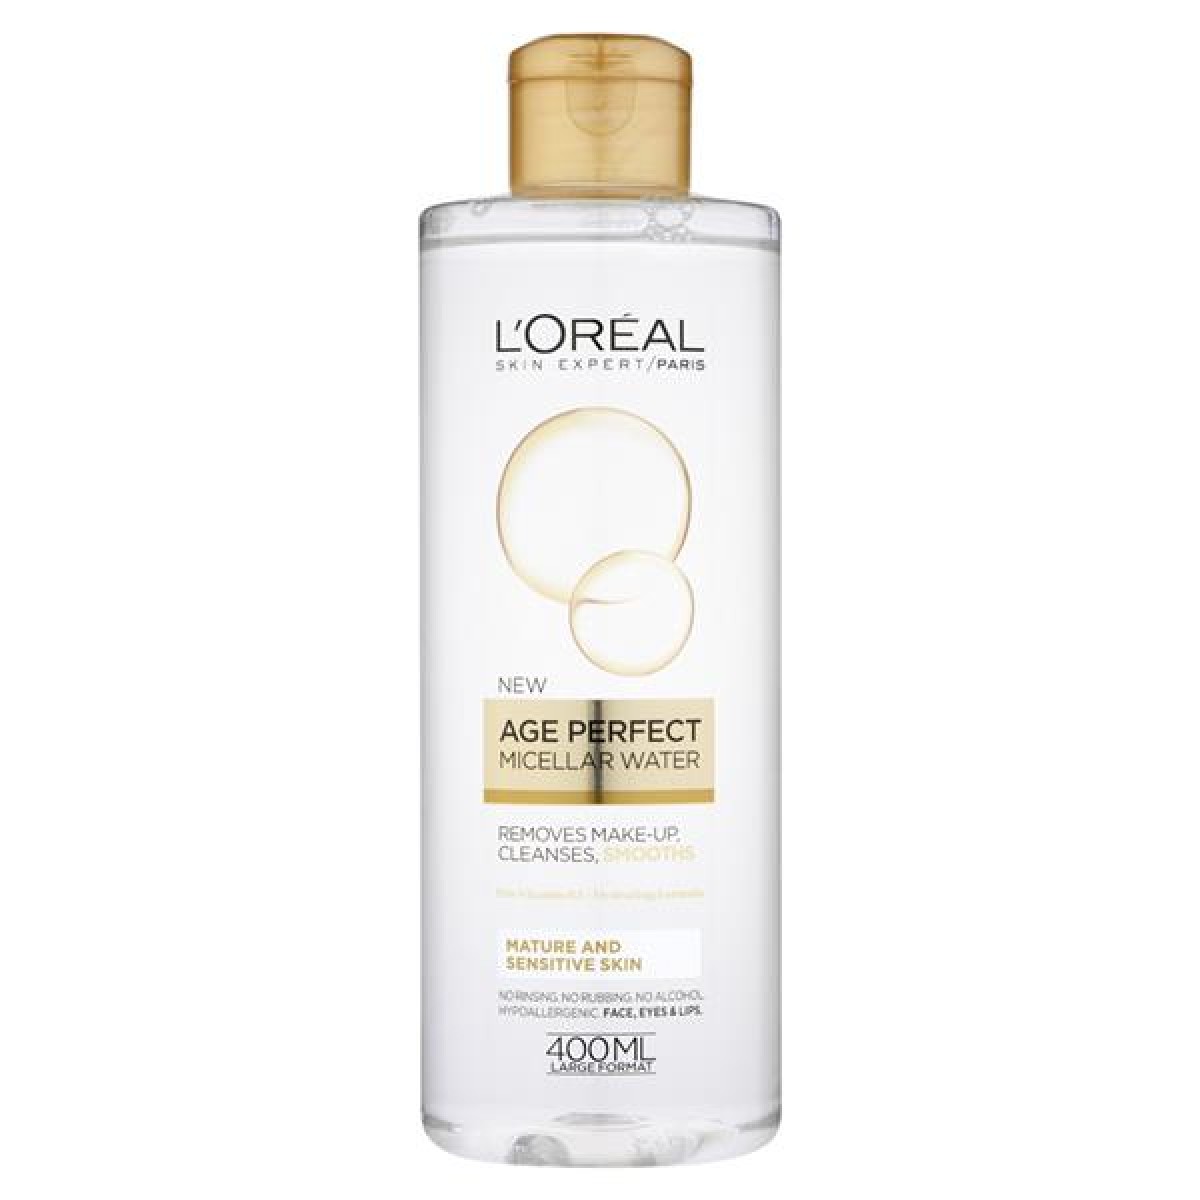 L'ORÉAL
SKIN EXPERT/PARIS
NEW
AGE PERFECT
MICELLAR WATER
REMOVES MAKE-UP,
CLEANSES, SMOOTHS
MATURE AND
SENSITIVE SKIN
NO RINSING. NO RUBBING. NO ALCOHOL.
HYPOALLERGENIC. FACE, EYES & LIPS.
400ML
LARGE FORMAT